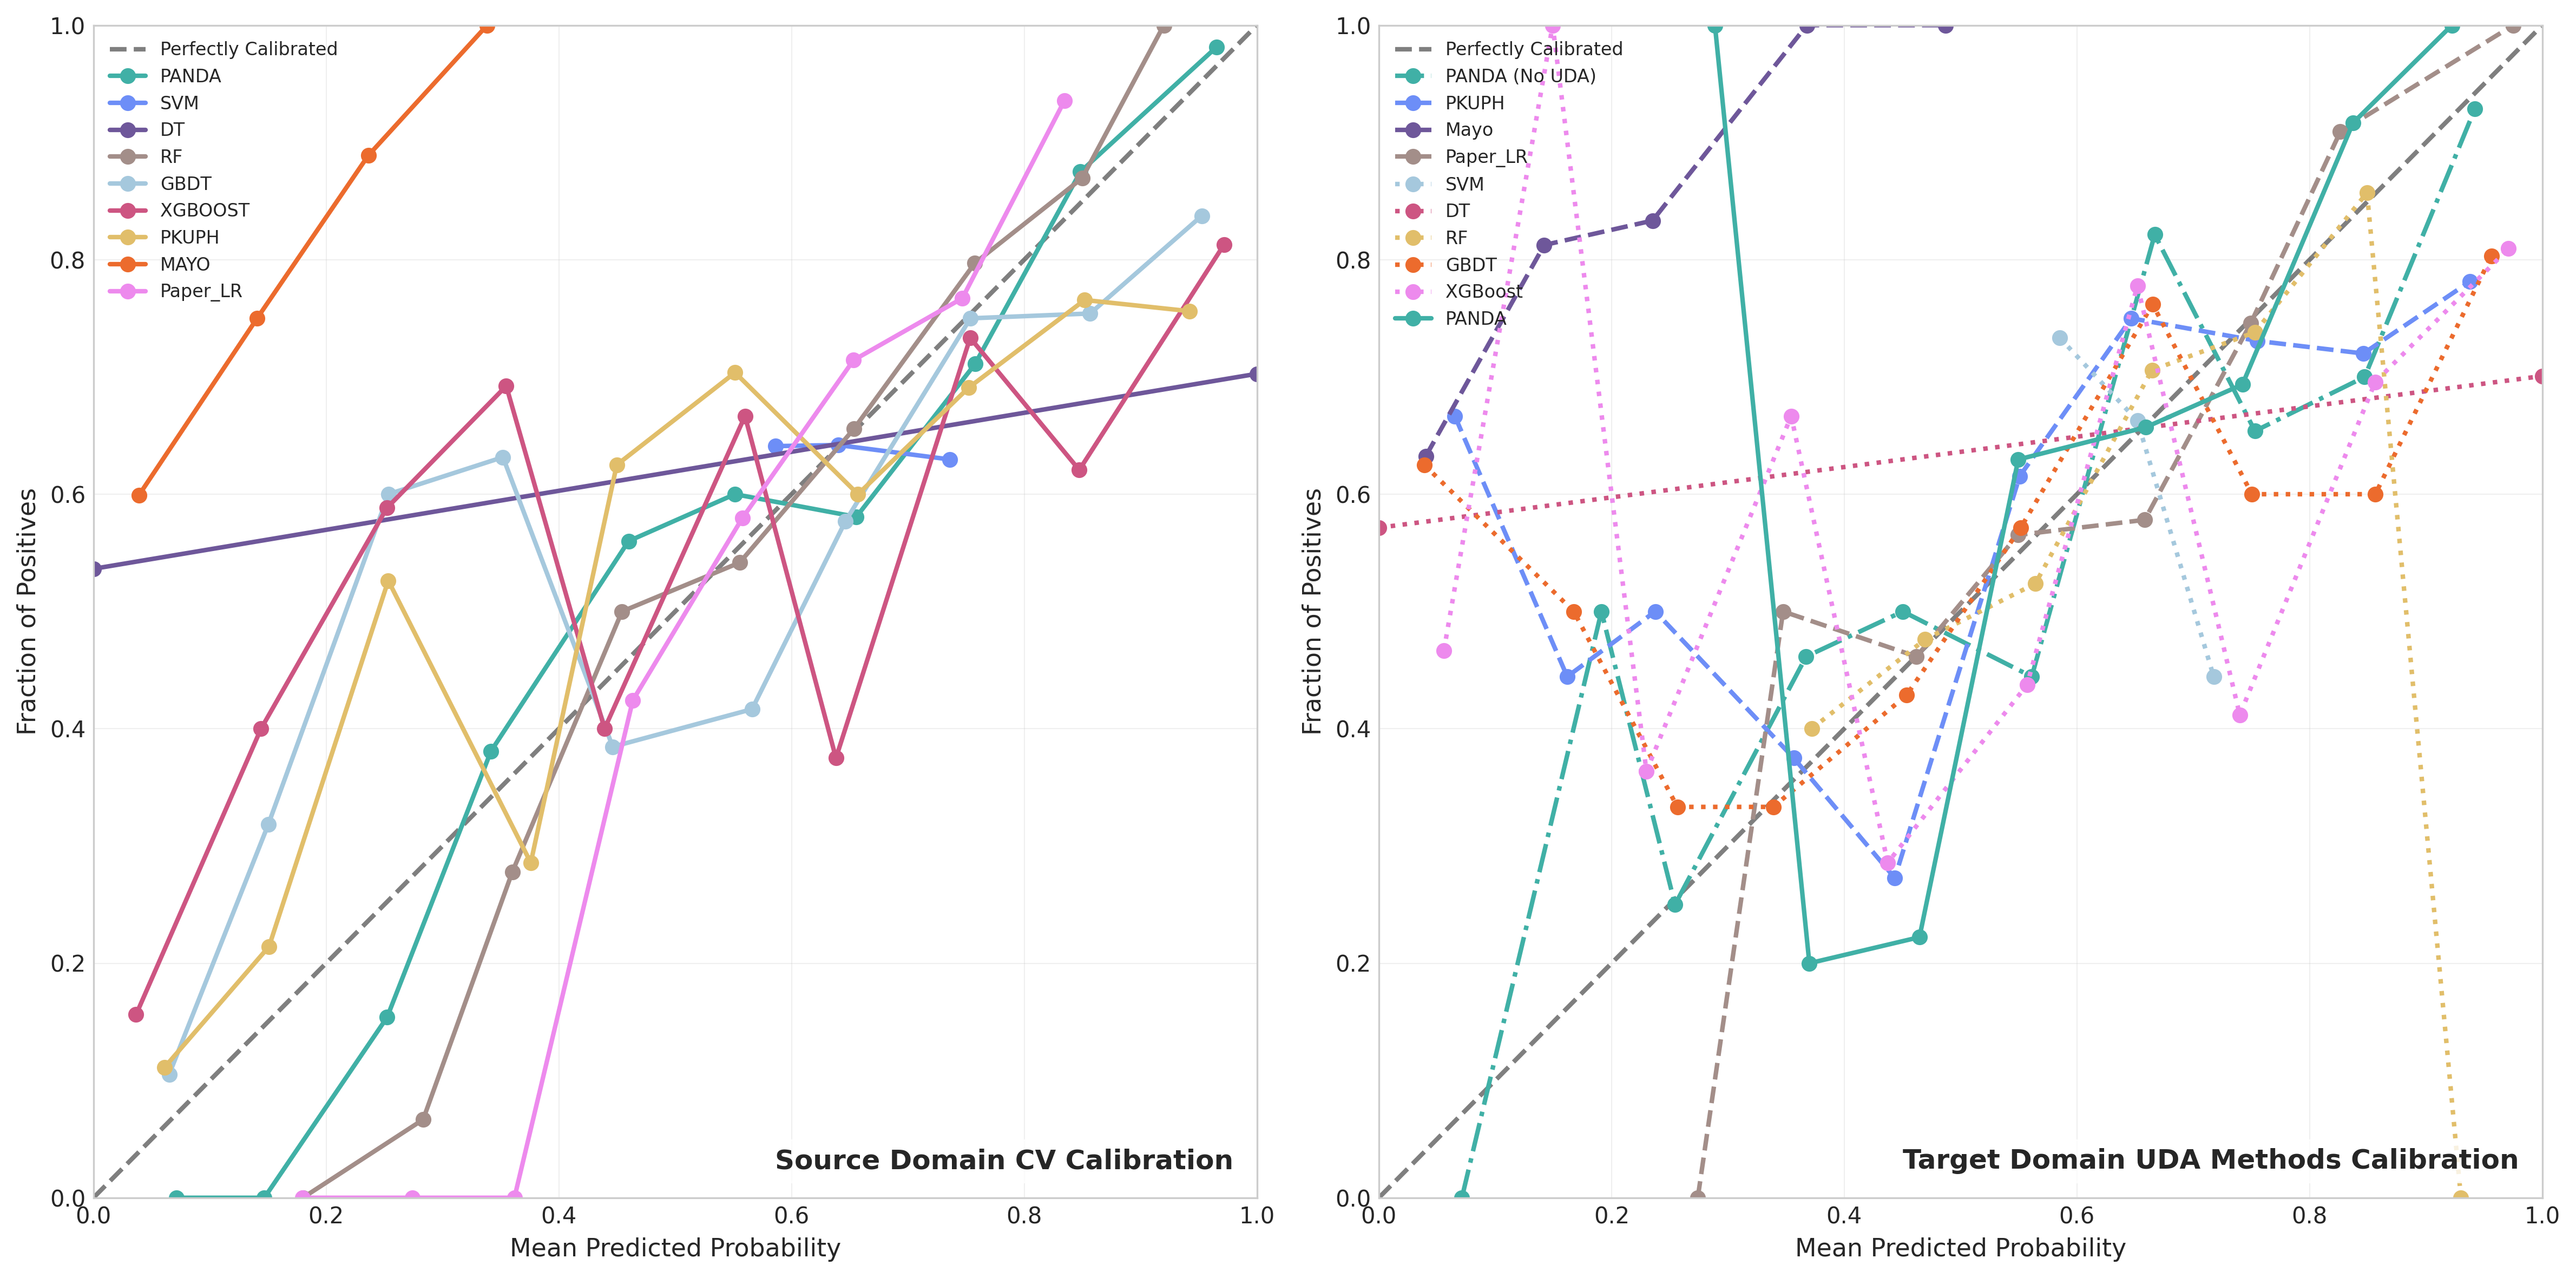 1.0
0.8
0.6
0.4
0.2
0.0
Fraction of Positives
Perfectly Calibrated
PANDA
SVM
DT
RF
GBDT
XGBOOST
PKUPH
MAYO
Paper_LR
Source Domain CV Calibration
0.0 0.2 0.4 0.6 0.8 1.0
Mean Predicted Probability
1.0
0.8
0.6
0.4
0.2
0.0
Fraction of Positives
Perfectly Calibrated
PANDA (No UDA)
PKUPH
Mayo
Paper_LR
SVM
DT
RF
GBDT
XGBoost
PANDA
Target Domain UDA Methods Calibration
0.0 0.2 0.4 0.6 0.8 1.0
Mean Predicted Probability